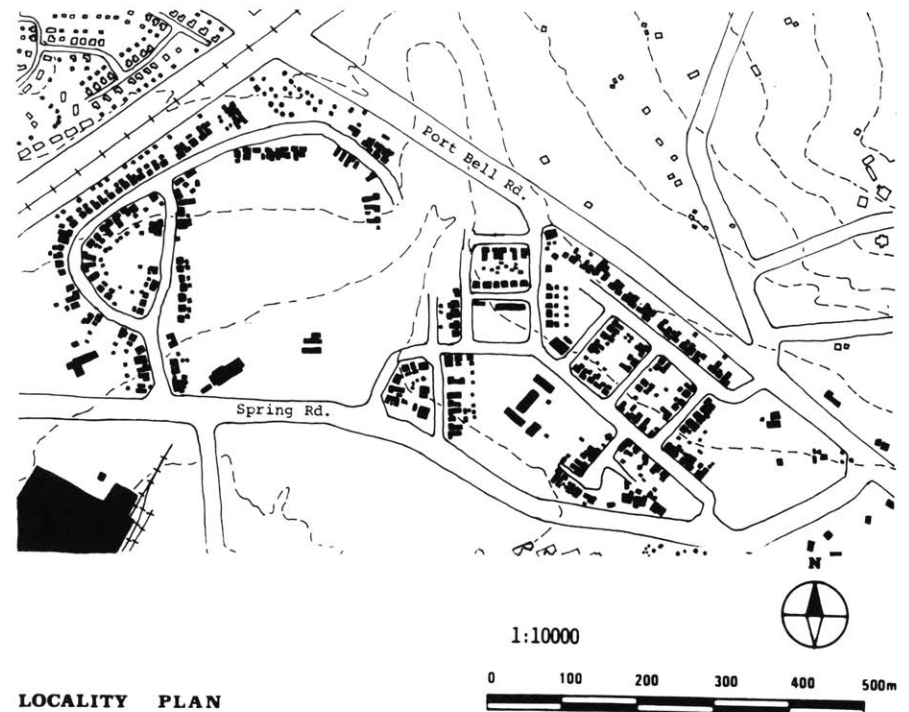 Port Bell Rd.
Spring Rd.
N
1:10000
0 100 200 300 400 500m
LOCALITY PLAN